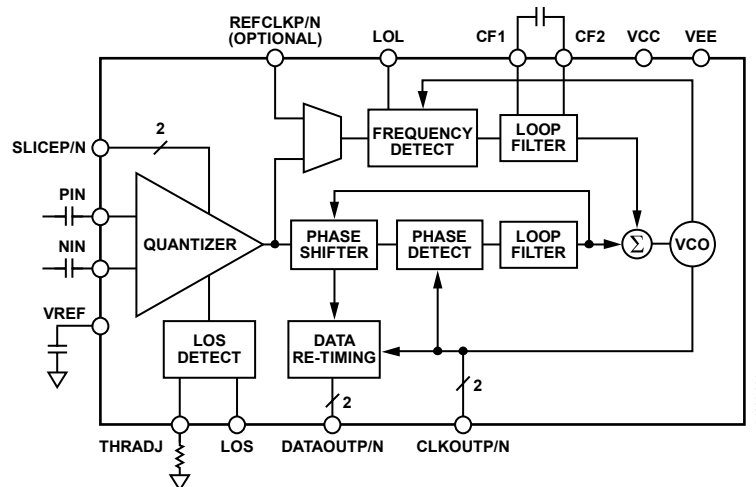 REFCLKP/N
(OPTIONAL)
LOL
CF1
CF2
VCC
VEE
SLICEP/N
2
FREQUENCY
DETECT
LOOP
FILTER
PIN
NIN
QUANTIZER
PHASE
SHIFTER
PHASE
DETECT
LOOP
FILTER
Σ
VCO
VREF
LOS
DETECT
DATA
RE-TIMING
2
2
THRADJ
LOS
DATAOUTP/N
CLKOUTP/N